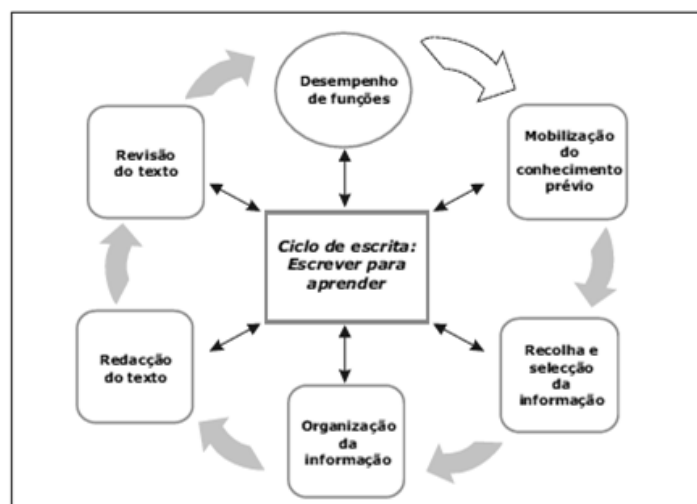 Desempenho
de funções
Mobilização
do
conhecimento
prévio
Recolha e
selecção
da
informação
Organização
da
informação
Redacção
do texto
Revisão
do texto
Ciclo de escrita:
Escrever para
aprender